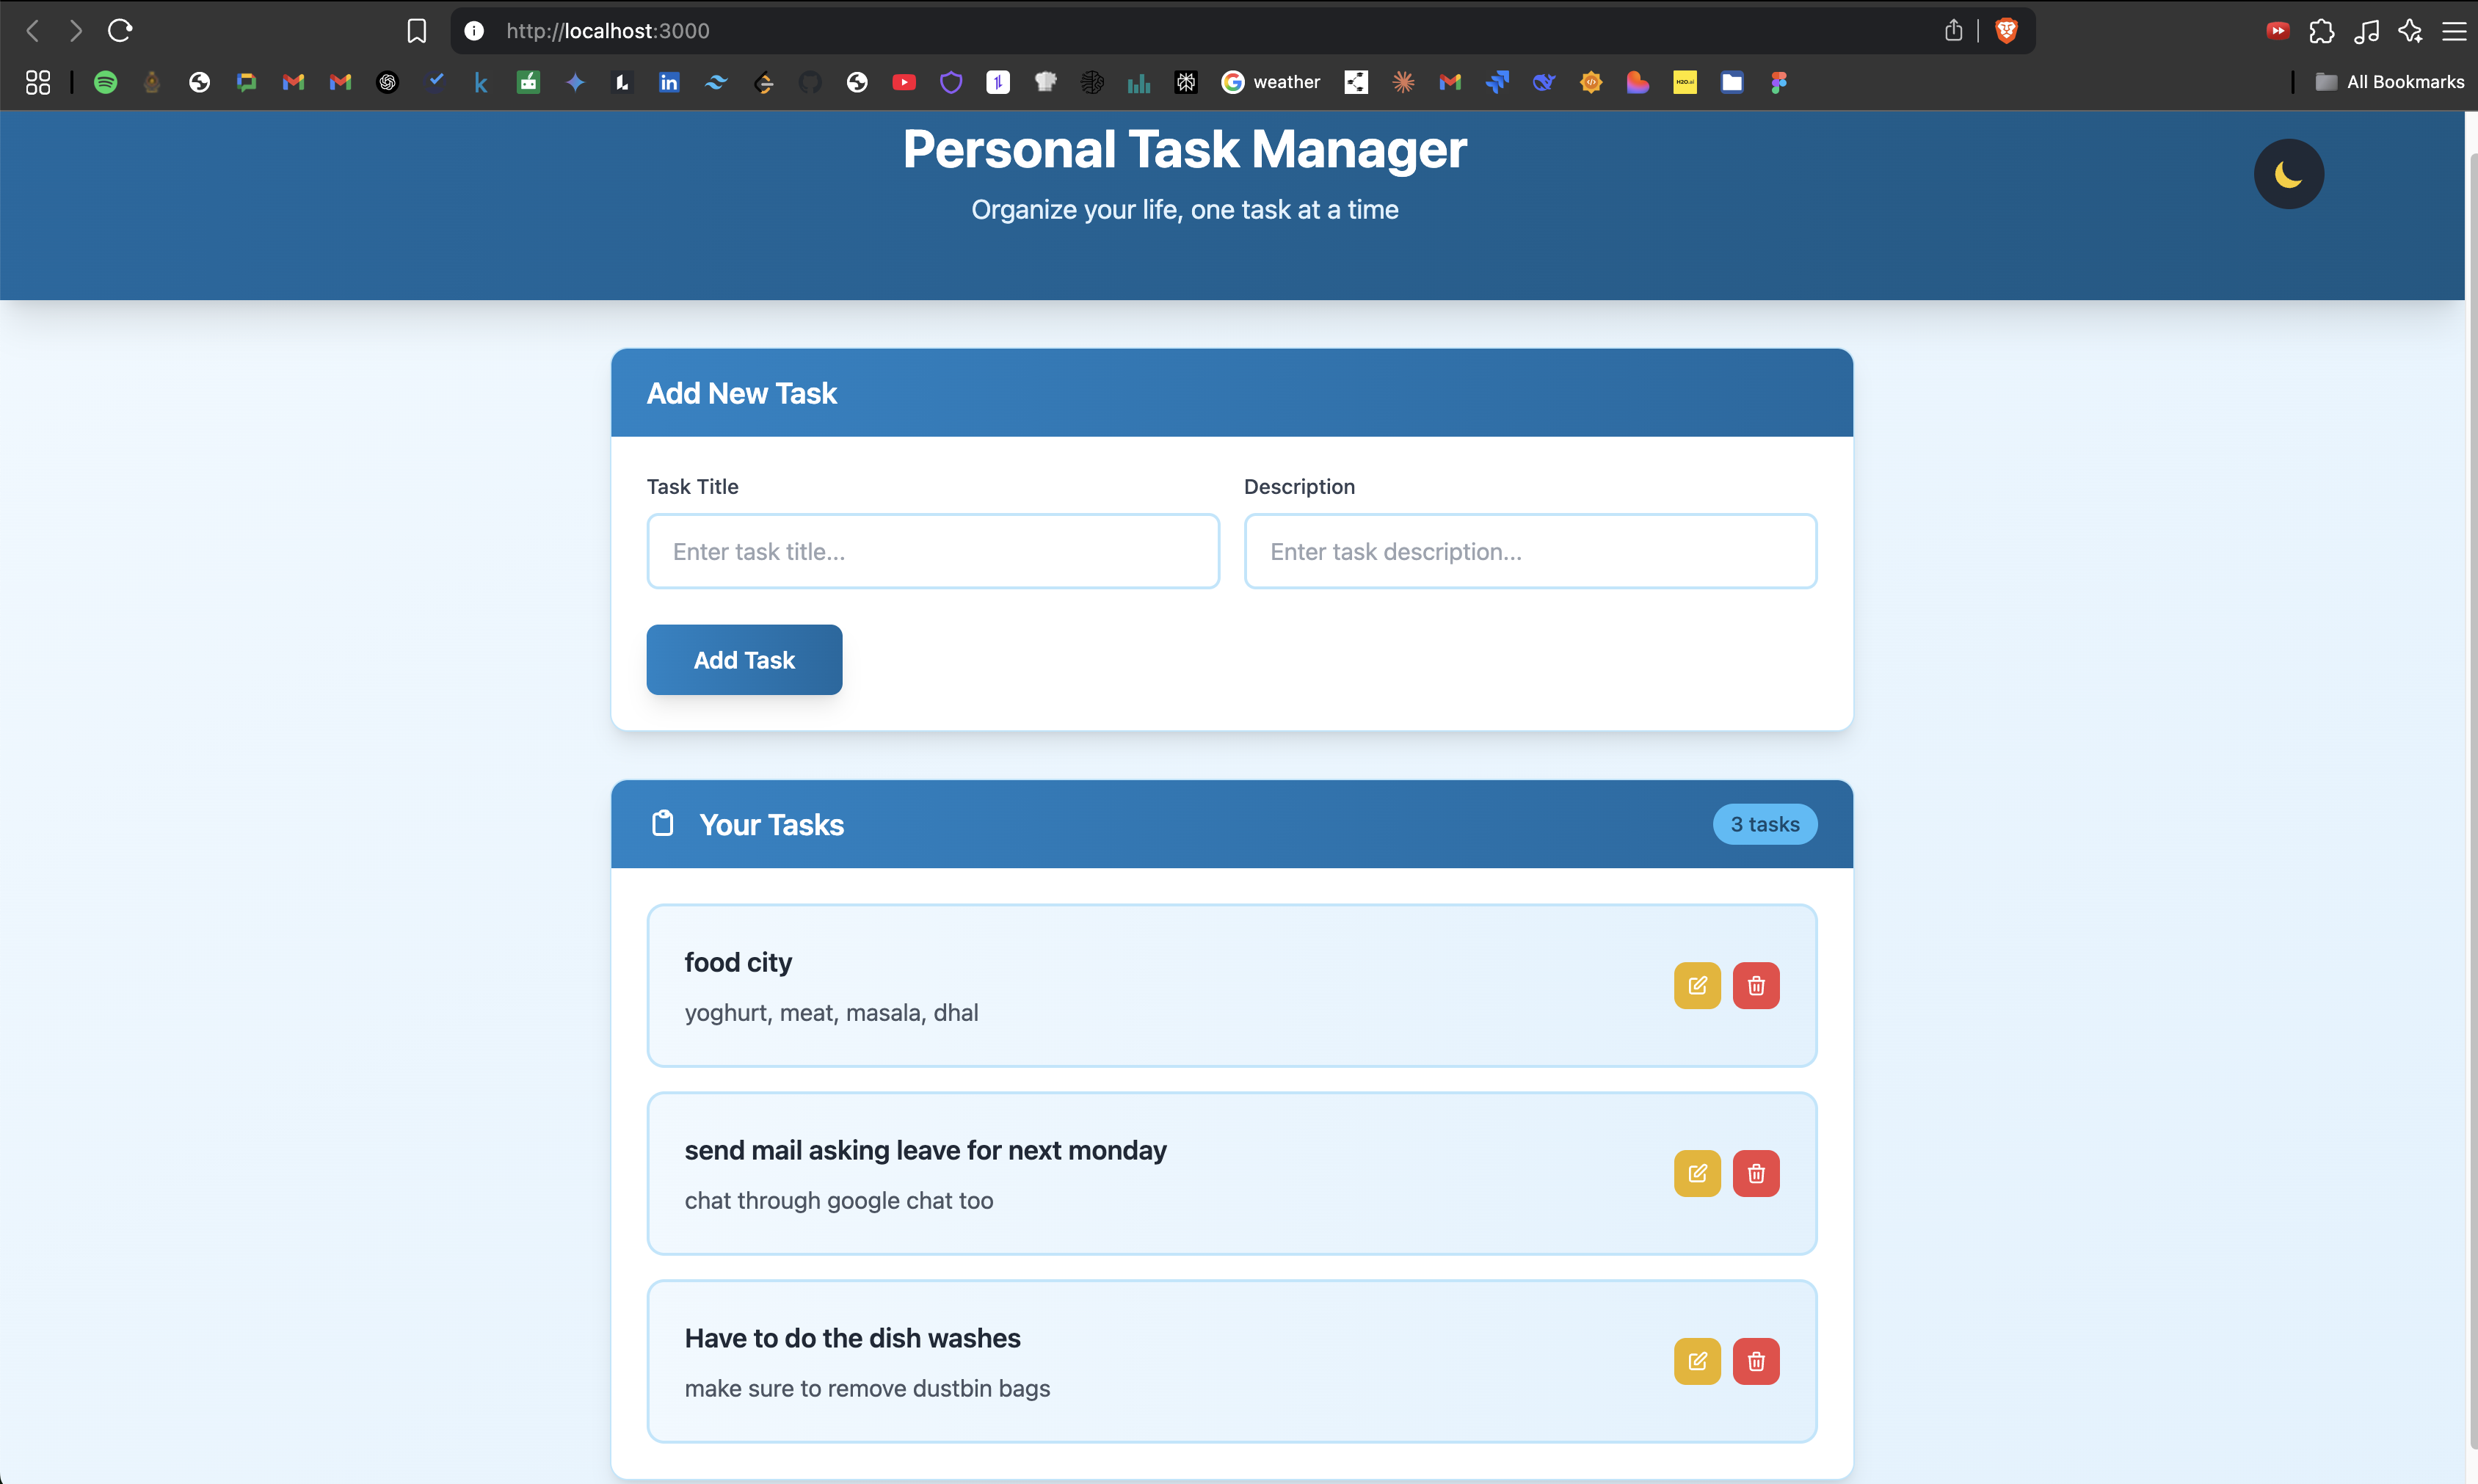 http://localhost:3000
weather
All Bookmarks
Personal Task Manager
Organize your life, one task at a time
Add New Task
Task Title
Description
Enter task title...
Enter task description...
Add Task
Your Tasks
3 tasks
food city
yoghurt, meat, masala, dhal
send mail asking leave for next monday
chat through google chat too
Have to do the dish washes
make sure to remove dustbin bags